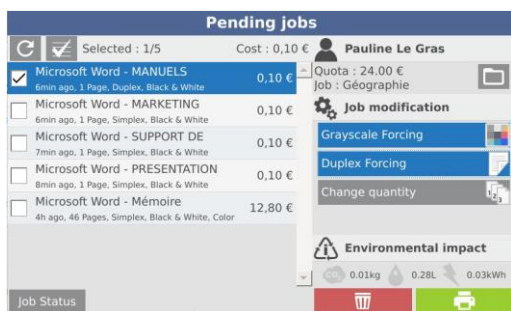 Pending jobs
Selected : 1/5 Cost : 0,10 €
Microsoft Word - MANUELS
6min ago, 1 Page, Duplex, Black & White
0,10 €
Microsoft Word - MARKETING
6min ago, 1 Page, Simplex, Black & White
0,10 €
Microsoft Word - SUPPORT DE
7min ago, 1 Page, Simplex, Black & White
0,10 €
Microsoft Word - PRESENTATION
8min ago, 1 Page, Simplex, Black & White
0,10 €
Microsoft Word - Mémoire
4h ago, 46 Pages, Simplex, Black & White, Color
12,80 €
Job Status
Pauline Le Gras
Quota : 24.00 €
Job : Géographie
Job modification
Grayscale Forcing
Duplex Forcing
Change quantity
1 2 3
Environmental impact
CO2 0.01kg 0.28L 0.03kWh